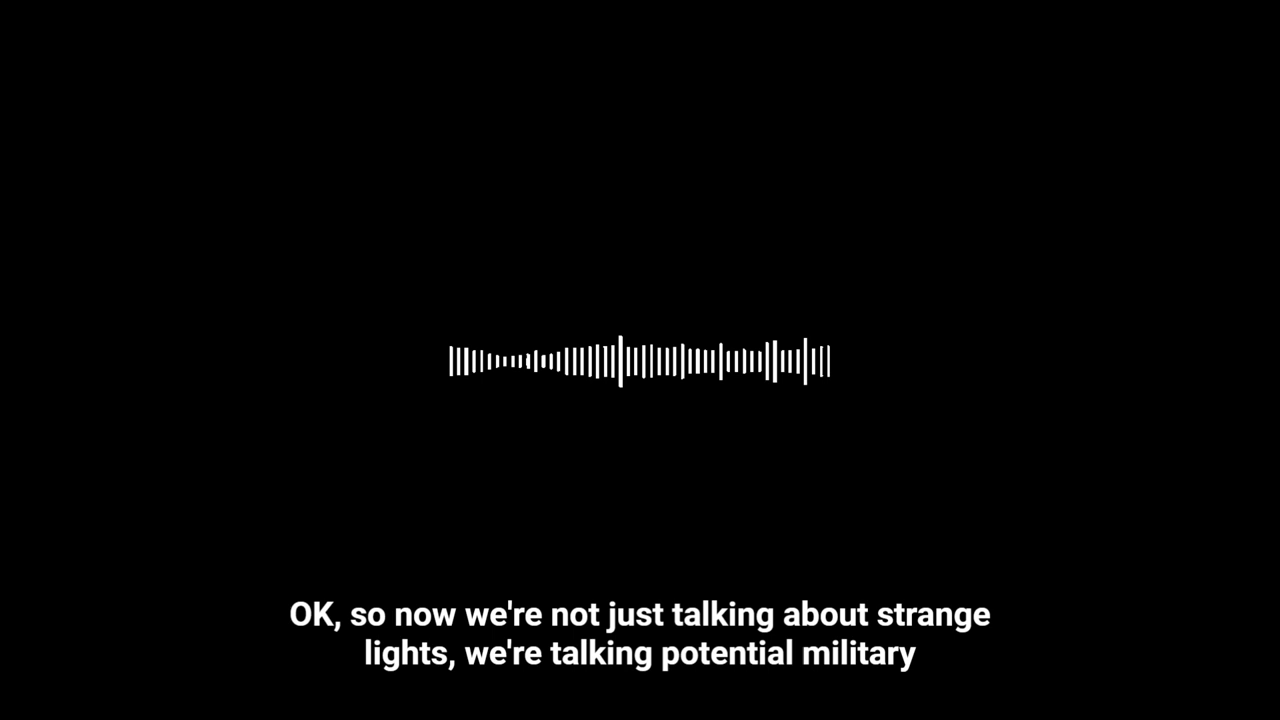 OK, so now we're not just talking about strange
lights, we're talking potential military